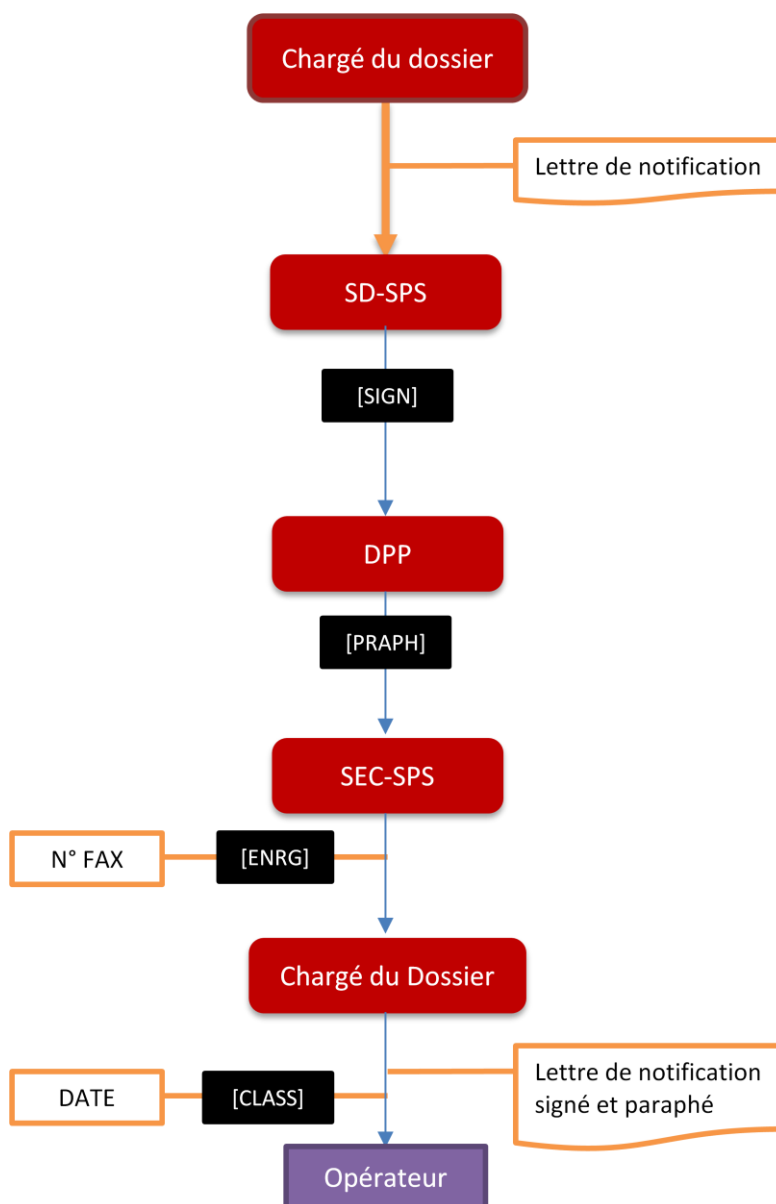 Chargé du dossier
Lettre de notification
SD-SPS
[SIGN]
DPP
[PRAPH]
SEC-SPS
N° FAX
[ENRG]
Chargé du Dossier
DATE
[CLASS]
Lettre de notification
signé et paraphé
Opérateur